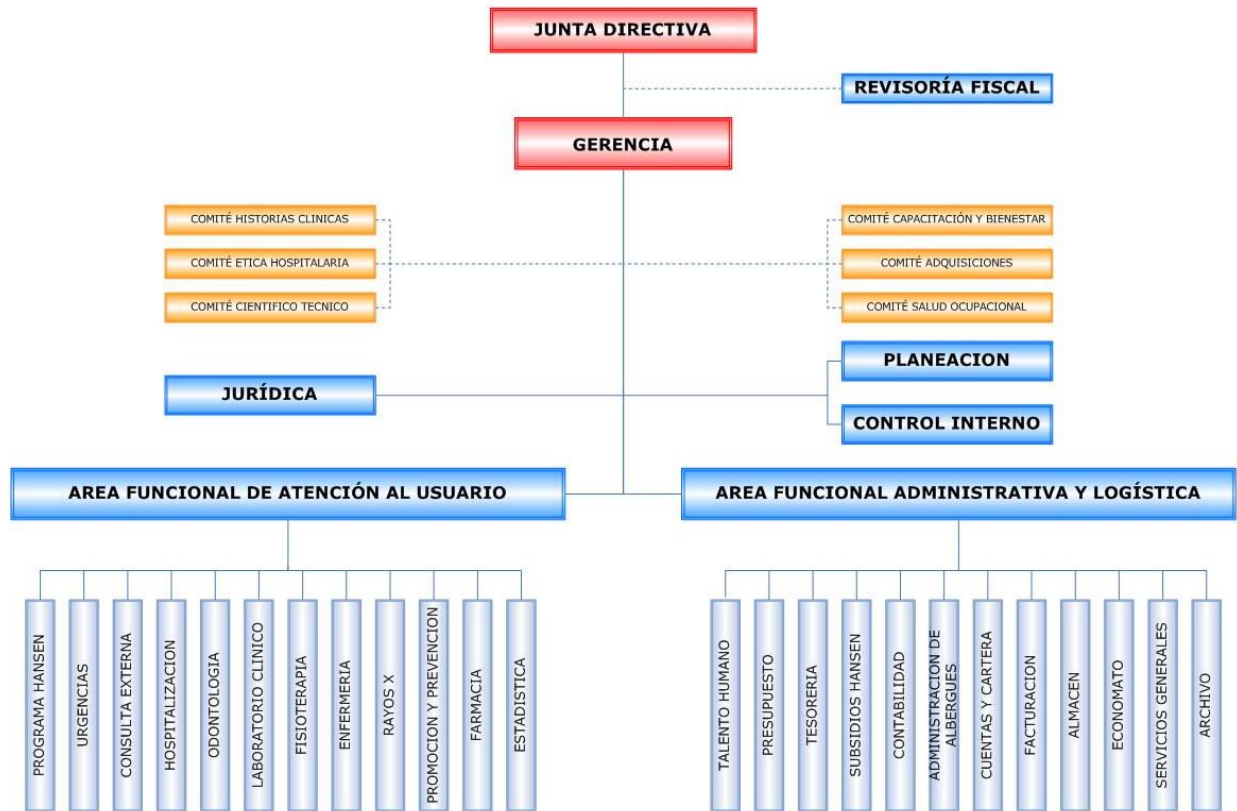 JUNTA DIRECTIVA
REVISORÍA FISCAL
GERENCIA
COMITÉ HISTORIAS CLINICAS
COMITÉ CAPACITACIÓN Y BIENESTAR
COMITÉ ETICA HOSPITALARIA
COMITÉ ADQUISICIONES
COMITÉ CIENTIFICO TECNICO
COMITÉ SALUD OCUPACIONAL
PLANEACION
JURÍDICA
CONTROL INTERNO
AREA FUNCIONAL DE ATENCIÓN AL USUARIO
AREA FUNCIONAL ADMINISTRATIVA Y LOGÍSTICA
PROGRAMA HANSEN
URGENCIAS
CONSULTA EXTERNA
HOSPITALIZACION
ODONTOLOGIA
LABORATORIO CLINICO
FISIOTERAPIA
ENFERMERIA
RAYOS X
PROMOCION Y PREVENCION
FARMACIA
ESTADISTICA
TALENTO HUMANO
PRESUPUESTO
TESORERIA
SUBSIDIOS HANSEN
CONTABILIDAD
ADMINISTRACION DE
ALBERGUES
CUENTAS Y CARTERA
FACTURACION
ALMACEN
ECONOMATO
SERVICIOS GENERALES
ARCHIVO